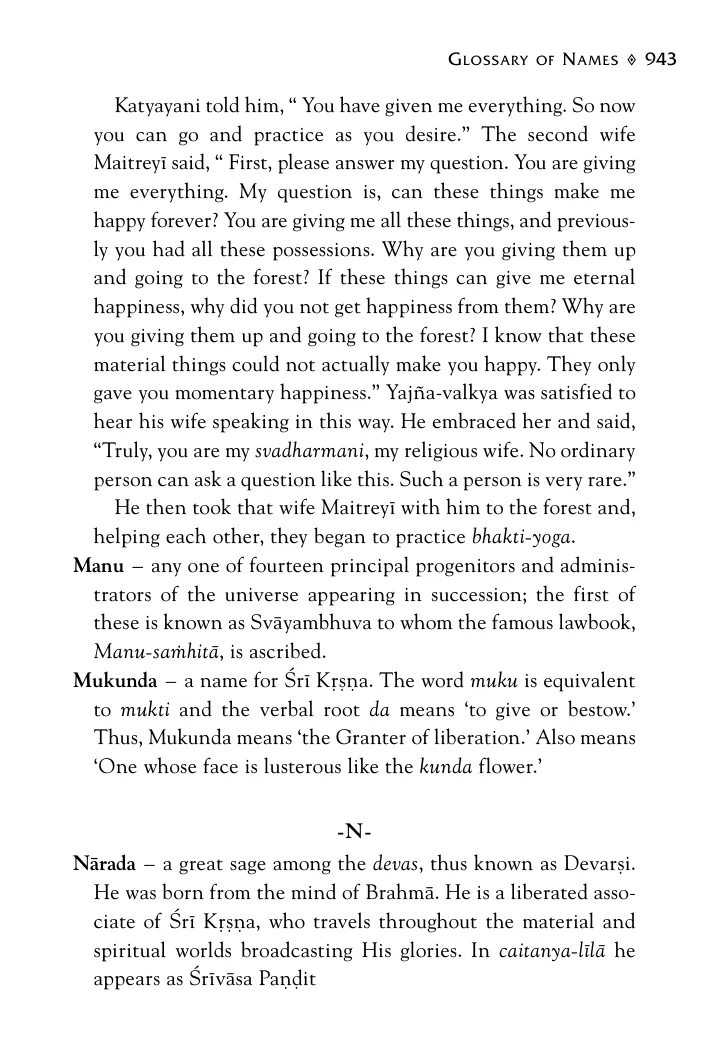 GLOSSARY OF NAMES ◊ 943
Katyayani told him, “ You have given me everything. So now
you can go and practice as you desire.” The second wife
Maitreyī said, “ First, please answer my question. You are giving
me everything. My question is, can these things make me
happy forever? You are giving me all these things, and previous-
ly you had all these possessions. Why are you giving them up
and going to the forest? If these things can give me eternal
happiness, why did you not get happiness from them? Why are
you giving them up and going to the forest? I know that these
material things could not actually make you happy. They only
gave you momentary happiness.” Yajña-valkya was satisfied to
hear his wife speaking in this way. He embraced her and said,
“Truly, you are my svadharmani, my religious wife. No ordinary
person can ask a question like this. Such a person is very rare.”
He then took that wife Maitreyī with him to the forest and,
helping each other, they began to practice bhakti-yoga.
Manu – any one of fourteen principal progenitors and adminis-
trators of the universe appearing in succession; the first of
these is known as Svāyambhuva to whom the famous lawbook,
Manu-saṁhitā, is ascribed.
Mukunda – a name for Śrī Kṛṣṇa. The word muku is equivalent
to mukti and the verbal root da means ‘to give or bestow.’
Thus, Mukunda means ‘the Granter of liberation.’ Also means
‘One whose face is lusterous like the kunda flower.’
-N-
Nārada – a great sage among the devas, thus known as Devarṣi.
He was born from the mind of Brahmā. He is a liberated asso-
ciate of Śrī Kṛṣṇa, who travels throughout the material and
spiritual worlds broadcasting His glories. In caitanya-līlā he
appears as Śrīvāsa Paṇḍit